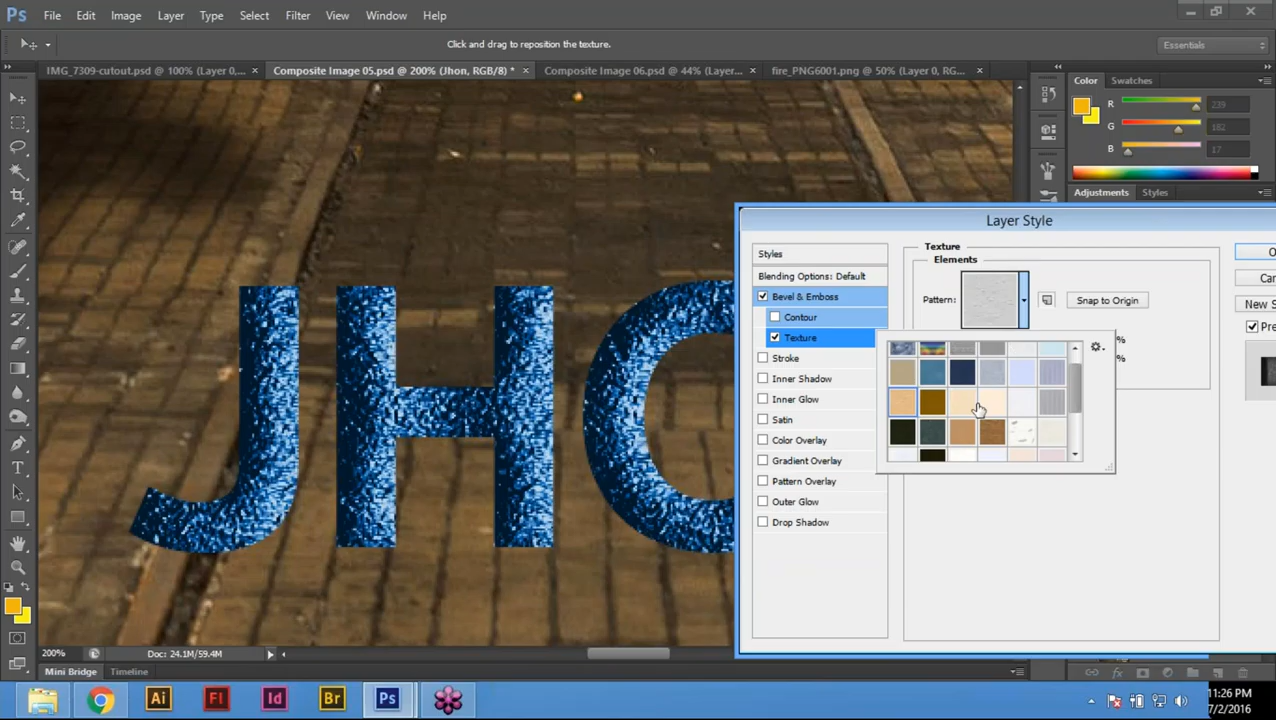 Ps File Edit Image Layer Type Select Filter View Window Help
Click and drag to reposition the texture.
Essentials
IMG_7309-cutout.psd @ 100% (Layer 0,...
Composite Image 05.psd @ 200% (Jhon, RGB/8) *
Composite Image 06.psd @ 44% (Layer...
fire_PNG6001.png @ 50% (Layer 0, RG...
Color Swatches
R 239
G 182
B 17
Adjustments Styles
Layer Style
Styles
Blending Options: Default
Bevel & Emboss
Contour
Texture
Stroke
Inner Shadow
Inner Glow
Satin
Color Overlay
Gradient Overlay
Pattern Overlay
Outer Glow
Drop Shadow
Texture
Elements
Pattern:
Snap to Origin
%
%
O
Can
New S
Pre
JHO
200% Doc: 24.1M/59.4M
Mini Bridge Timeline
Ai Fl Id Br Ps
11:26 PM
7/2/2016